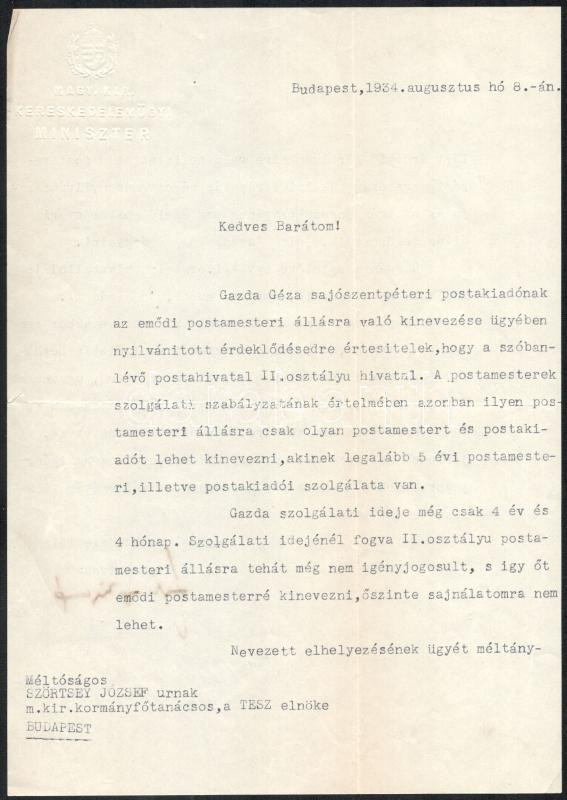 MAGY. KIR.
KERESKEDELEMÜGYI
MINISZTER
Budapest,1934.augusztus hó 8.-án.
Kedves Barátom!
Gazda Géza sajószentpéteri postakiadónak
az emődi postamesteri állásra való kinevezése ügyében
nyilvánitott érdeklődésedre értesitelek,hogy a szóban-
lévő postahivatal II.osztályu hivatal. A postamesterek
szolgálati szabályzatának értelmében azonban ilyen pos-
tamesteri állásra csak olyan postamestert és postaki-
adót lehet kinevezni,akinek legalább 5 évi postameste-
ri,illetve postakiadói szolgálata van.
Gazda szolgálati ideje még csak 4 év és
4 hónap. Szolgálati idejénél fogva II.osztályu posta-
mesteri állásra tehát még nem igényjogosult, s igy őt
emődi postamesterré kinevezni,őszinte sajnálatomra nem
lehet.
Nevezett elhelyezésének ügyét méltány-
Méltóságos
SZÖRTSEY JÓZSEF urnak
m.kir.kormányfőtanácsos,a TESZ elnöke
BUDAPEST